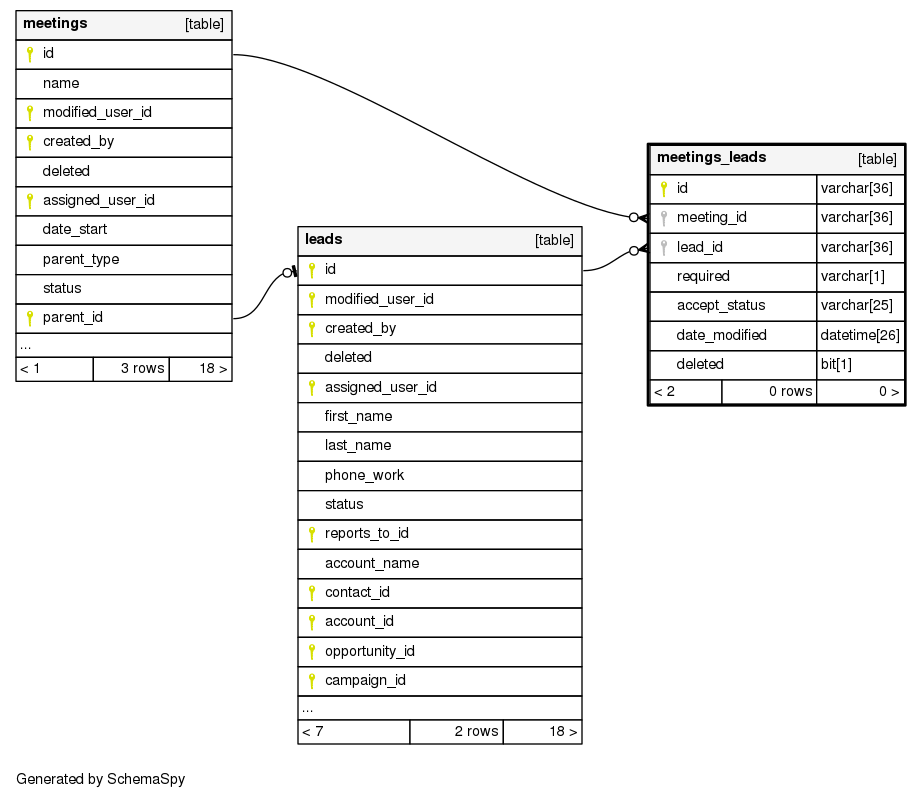 meetings [table]
id
name
modified_user_id
created_by
deleted
assigned_user_id
date_start
parent_type
status
parent_id
...
< 1 3 rows 18 >
leads [table]
id
modified_user_id
created_by
deleted
assigned_user_id
first_name
last_name
phone_work
status
reports_to_id
account_name
contact_id
account_id
opportunity_id
campaign_id
...
< 7 2 rows 18 >
meetings_leads [table]
id varchar[36]
meeting_id varchar[36]
lead_id varchar[36]
required varchar[1]
accept_status varchar[25]
date_modified datetime[26]
deleted bit[1]
< 2 0 rows 0 >
Generated by SchemaSpy